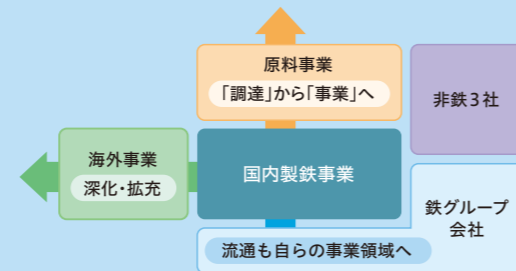 原料事業
「調達」から「事業」へ
非鉄3社
海外事業
深化・拡充
国内製鉄事業
鉄グループ
会社
流通も自らの事業領域へ